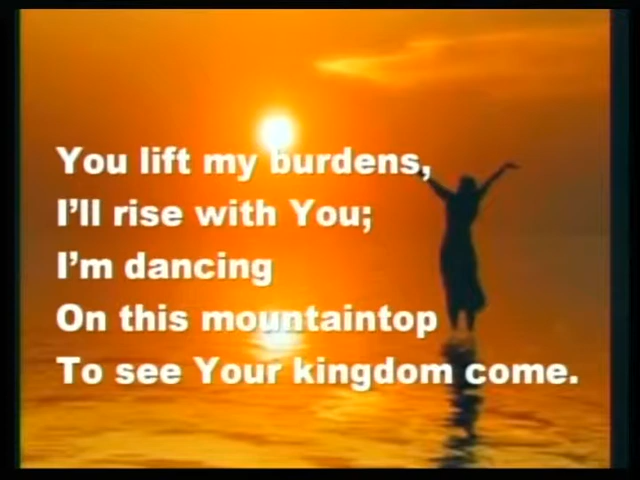 You lift my burdens,
I'll rise with You;
I'm dancing
On this mountaintop
To see Your kingdom come.